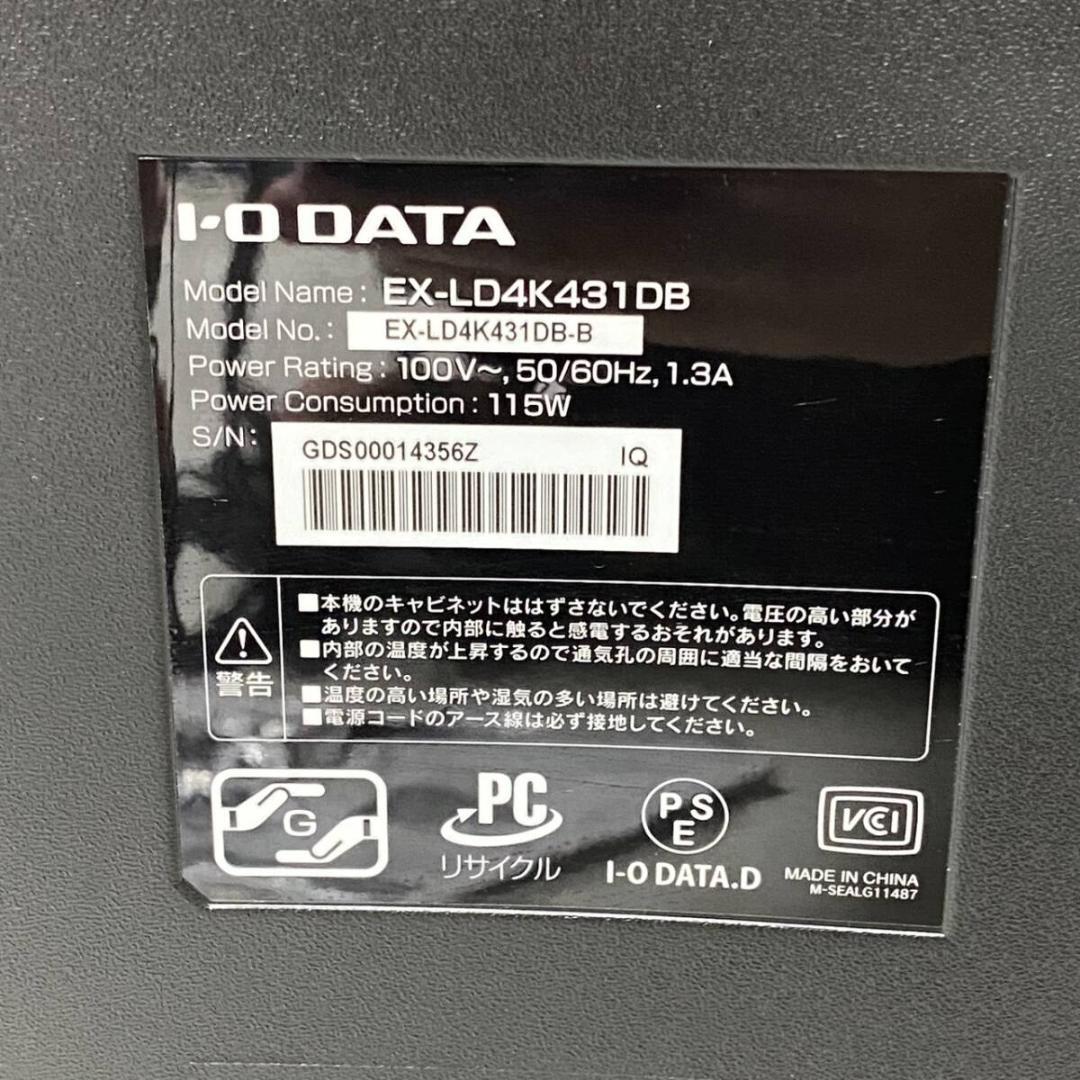 I-O DATA
Model Name: EX-LD4K431DB
Model No.: EX-LD4K431DB-B
Power Rating: 100V～, 50/60Hz, 1.3A
Power Consumption: 115W
S/N: GDS00014356Z IQ
警告
■本機のキャビネットははずさないでください。電圧の高い部分が
ありますので内部に触ると感電するおそれがあります。
■内部の温度が上昇するので通気孔の周囲に適当な間隔をおいて
ください。
■温度の高い場所や湿気の多い場所は避けてください。
■電源コードのアース線は必ず接地してください。
G
PC
リサイクル
PSE
I-O DATA.D
VCCI
MADE IN CHINA
M-SEALG11487